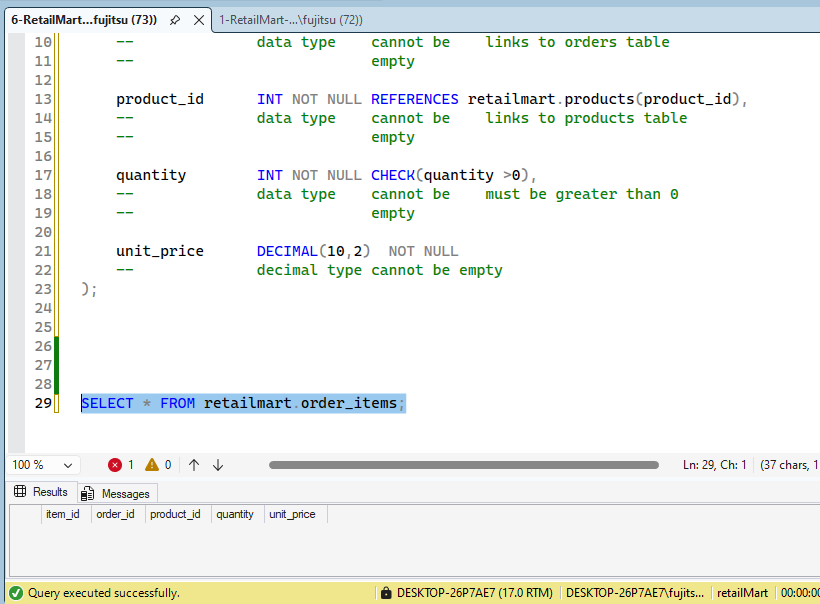 6-RetailMart...fujitsu (73)) 1-RetailMart-...\fujitsu (72))
10 -- data type cannot be links to orders table
11 -- empty
12
13 product_id INT NOT NULL REFERENCES retailmart.products(product_id),
14 -- data type cannot be links to products table
15 -- empty
16
17 quantity INT NOT NULL CHECK(quantity >0),
18 -- data type cannot be must be greater than 0
19 -- empty
20
21 unit_price DECIMAL(10,2) NOT NULL
22 -- decimal type cannot be empty
23 );
24
25
26
27
28
29 SELECT * FROM retailmart.order_items;
100 % 1 0 Ln: 29, Ch: 1 (37 chars, 1
Results Messages
item_id order_id product_id quantity unit_price
Query executed successfully. DESKTOP-26P7AE7 (17.0 RTM) DESKTOP-26P7AE7\fujits... retailMart 00:00:00